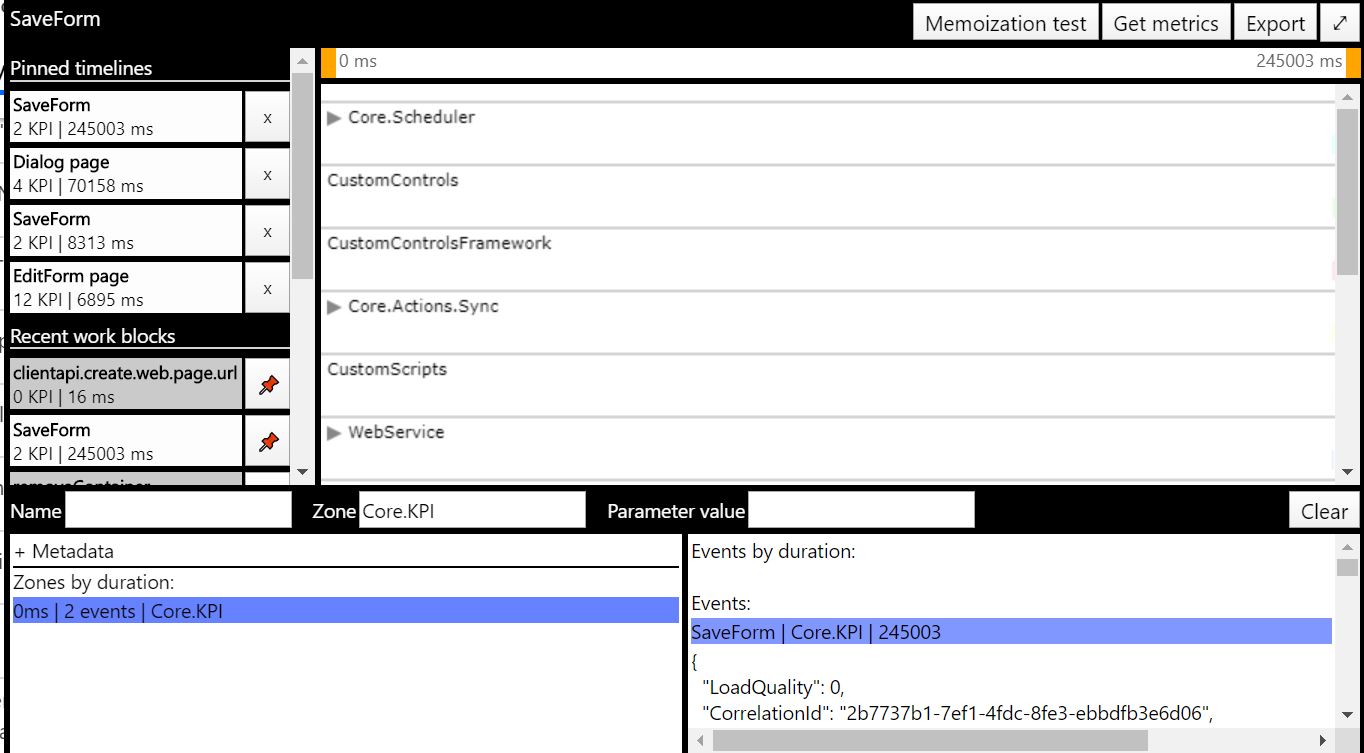 SaveForm
Memoization test
Get metrics
Export
Pinned timelines
SaveForm
2 KPI | 245003 ms
x
Dialog page
4 KPI | 70158 ms
x
SaveForm
2 KPI | 8313 ms
x
EditForm page
12 KPI | 6895 ms
x
Recent work blocks
clientapi.create.web.page.url
0 KPI | 16 ms
SaveForm
2 KPI | 245003 ms
removeContainer
0 ms
245003 ms
Core.Scheduler
CustomControls
CustomControlsFramework
Core.Actions.Sync
CustomScripts
WebService
Name
Zone Core.KPI
Parameter value
Clear
+ Metadata
Zones by duration:
0ms | 2 events | Core.KPI
Events by duration:
Events:
SaveForm | Core.KPI | 245003
{
"LoadQuality": 0,
"CorrelationId": "2b7737b1-7ef1-4fdc-8fe3-ebbdfb3e6d06",